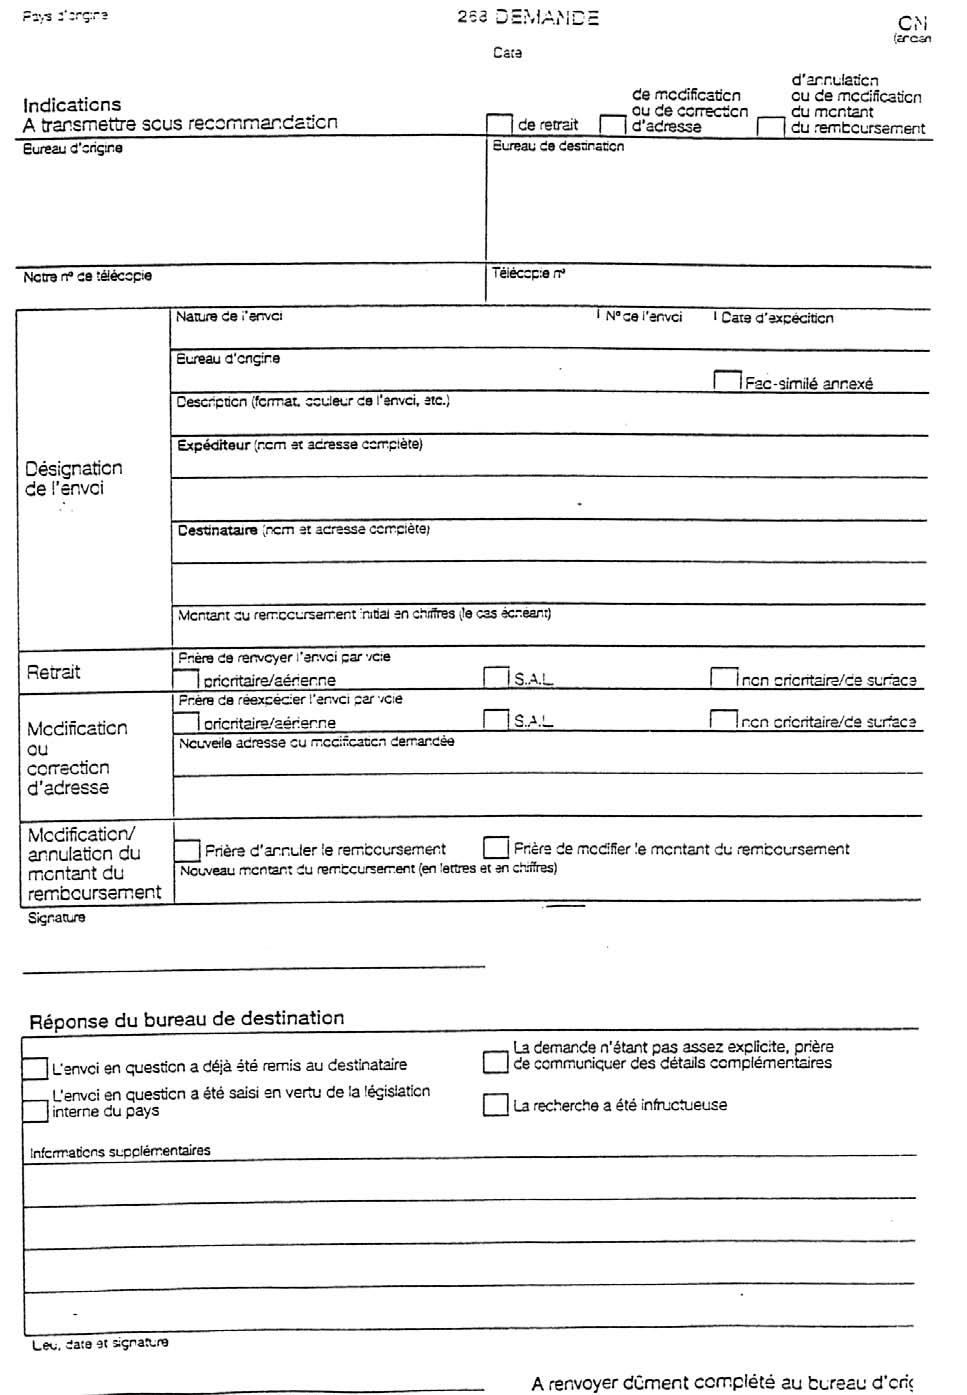 Pays d'origine
268 DEMANDE
CN
Date
Indications
A transmettre sous recommandation
de retrait
de modification
ou de correction
d'adresse
d'annulation
ou de modification
du montant
du remboursement
Bureau d'origine
Bureau de destination
Notre nº de télécopie
Télécopie nº
Désignation
de l'envoi
Nature de l'envoi
Nº de l'envoi
Date d'expédition
Bureau d'origine
Fac-similé annexé
Description (format, couleur de l'envoi, etc.)
Expéditeur (nom et adresse complète)
Destinataire (nom et adresse complète)
Montant du remboursement initial en chiffres (le cas échéant)
Retrait
Prière de renvoyer l'envoi par voie
prioritaire/aérienne
S.A.L.
non prioritaire/de surface
Modification
ou
correction
d'adresse
Prière de réexpédier l'envoi par voie
prioritaire/aérienne
S.A.L.
non prioritaire/de surface
Nouvelle adresse ou modification demandée
Modification/
annulation du
montant du
remboursement
Prière d'annuler le remboursement
Prière de modifier le montant du remboursement
Nouveau montant du remboursement (en lettres et en chiffres)
Signature
Réponse du bureau de destination
L'envoi en question a déjà été remis au destinataire
La demande n'étant pas assez explicite, prière
de communiquer des détails complémentaires
L'envoi en question a été saisi en vertu de la législation
interne du pays
La recherche a été infructueuse
Informations supplémentaires
Lieu, date et signature
A renvoyer dûment complété au bureau d'orig